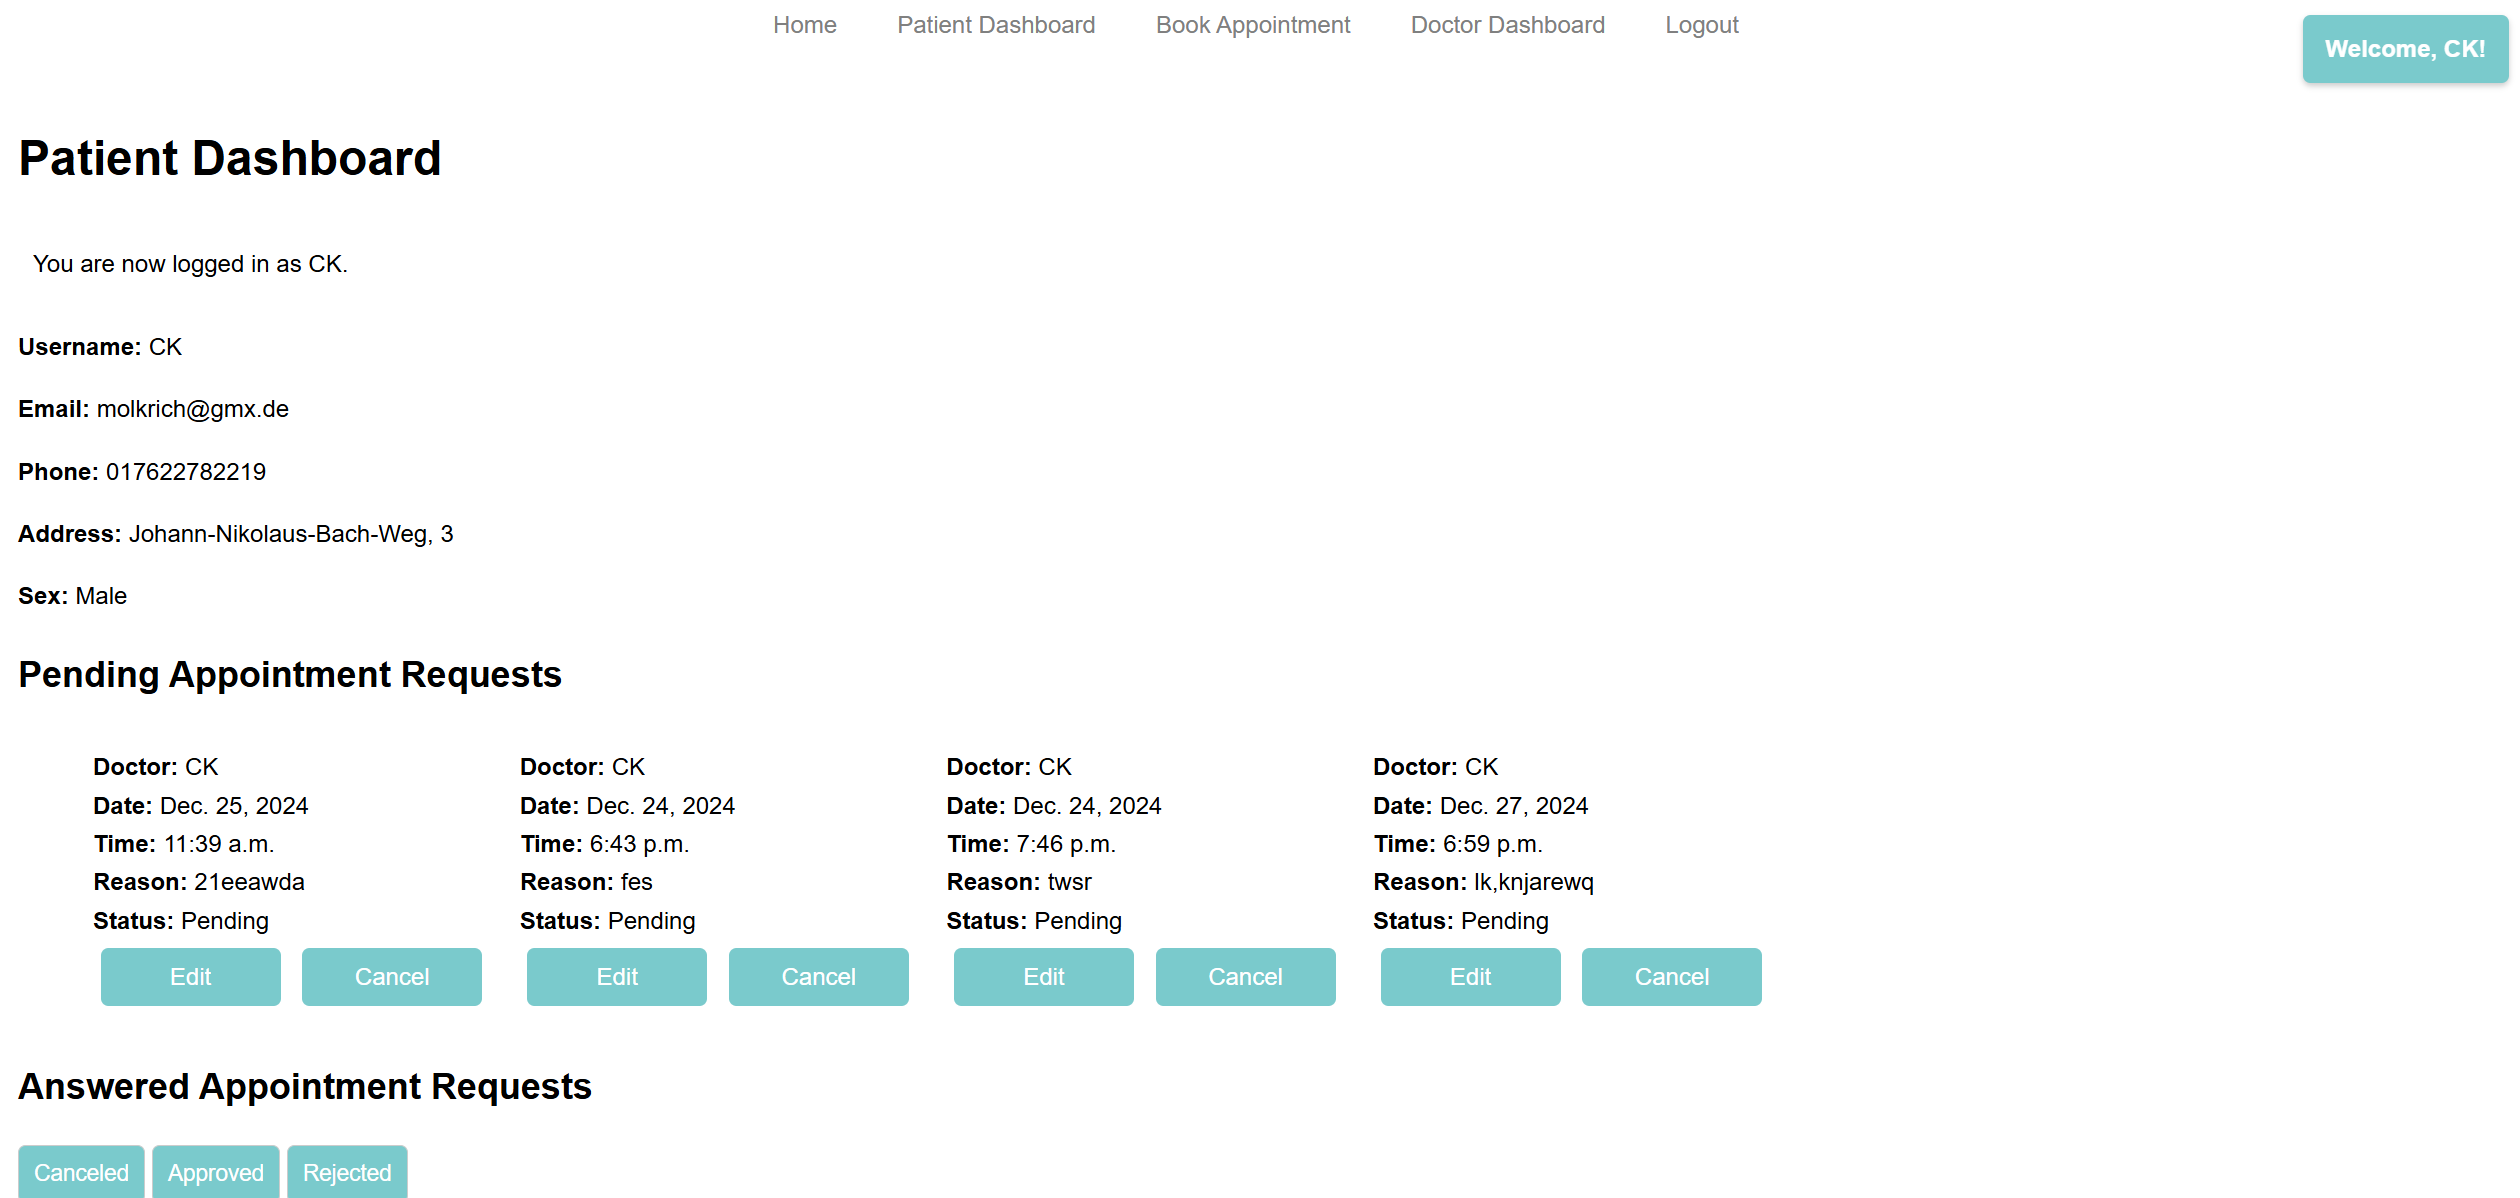 Home Patient Dashboard Book Appointment Doctor Dashboard Logout
Welcome, CK!
Patient Dashboard
You are now logged in as CK.
Username: CK
Email: molkrich@gmx.de
Phone: 017622782219
Address: Johann-Nikolaus-Bach-Weg, 3
Sex: Male
Pending Appointment Requests
Doctor: CK
Date: Dec. 25, 2024
Time: 11:39 a.m.
Reason: 21eeawda
Status: Pending
Edit Cancel
Doctor: CK
Date: Dec. 24, 2024
Time: 6:43 p.m.
Reason: fes
Status: Pending
Edit Cancel
Doctor: CK
Date: Dec. 24, 2024
Time: 7:46 p.m.
Reason: twsr
Status: Pending
Edit Cancel
Doctor: CK
Date: Dec. 27, 2024
Time: 6:59 p.m.
Reason: lk,knjarewq
Status: Pending
Edit Cancel
Answered Appointment Requests
Canceled Approved Rejected